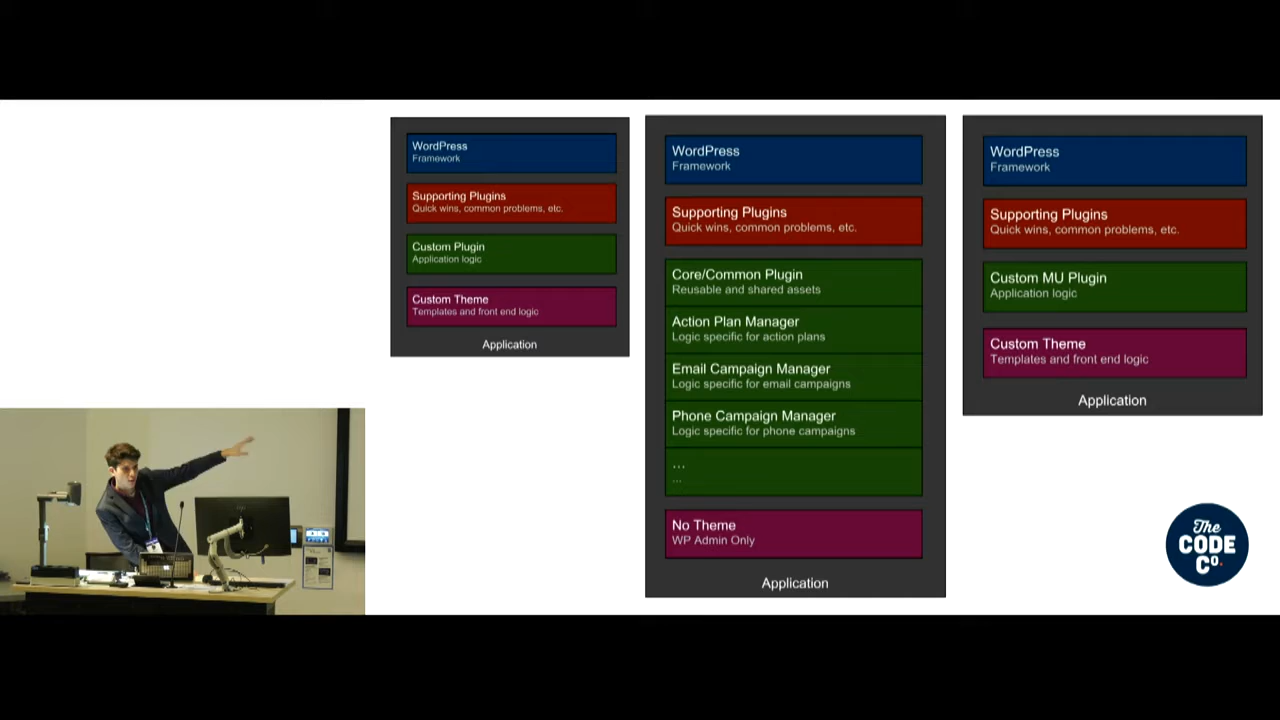 WordPress
Framework
Supporting Plugins
Quick wins, common problems, etc.
Custom Plugin
Application logic
Custom Theme
Templates and front end logic
Application
WordPress
Framework
Supporting Plugins
Quick wins, common problems, etc.
Core/Common Plugin
Reusable and shared assets
Action Plan Manager
Logic specific for action plans
Email Campaign Manager
Logic specific for email campaigns
Phone Campaign Manager
Logic specific for phone campaigns
...
...
No Theme
WP Admin Only
Application
WordPress
Framework
Supporting Plugins
Quick wins, common problems, etc.
Custom MU Plugin
Application logic
Custom Theme
Templates and front end logic
Application
The
CODE
Co.